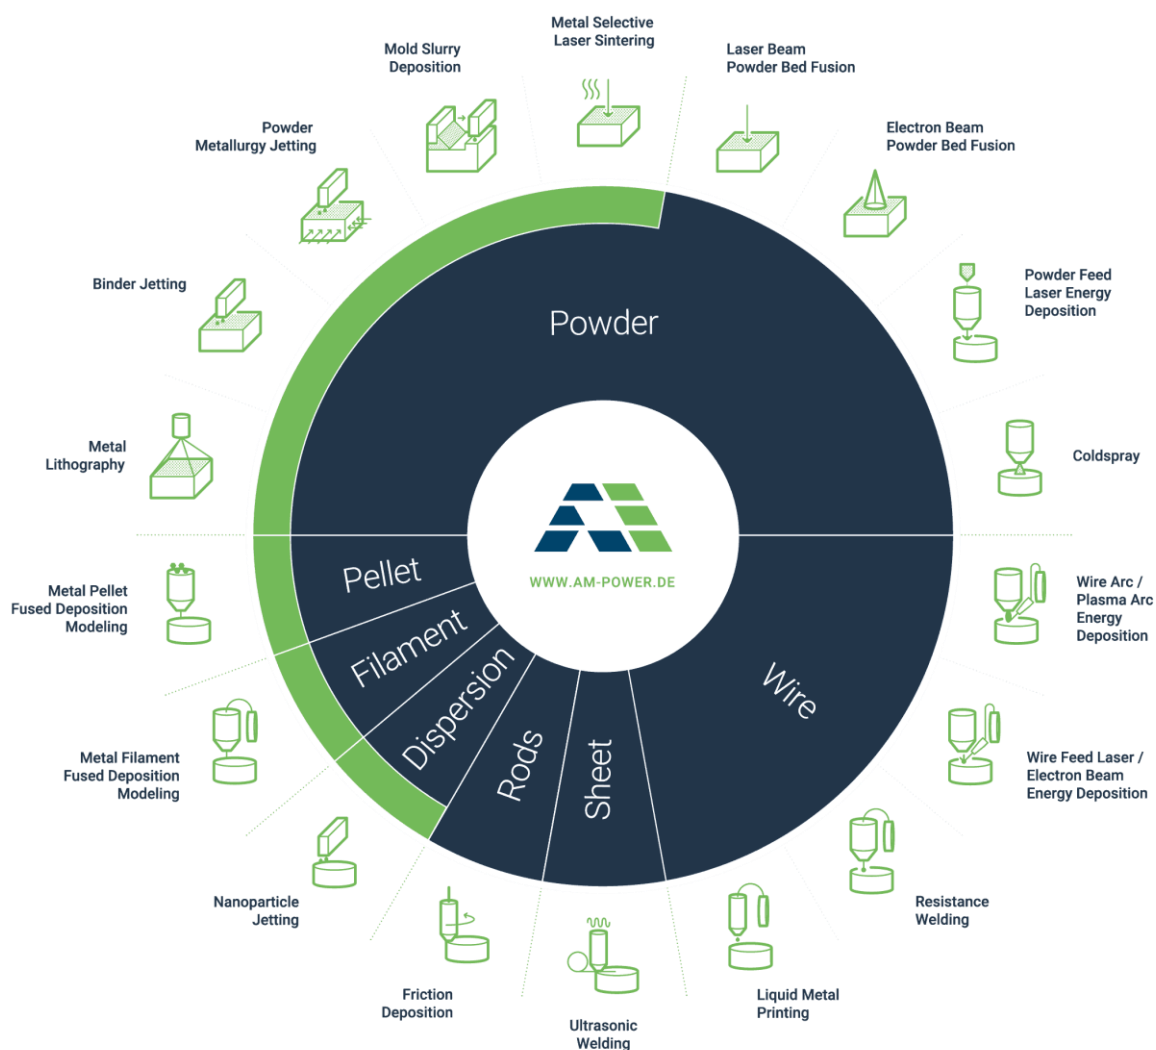 Metal Selective
Laser Sintering
Laser Beam
Powder Bed Fusion
Electron Beam
Powder Bed Fusion
Powder Feed
Laser Energy
Deposition
Coldspray
Wire Arc /
Plasma Arc
Energy
Deposition
Wire Feed Laser /
Electron Beam
Energy Deposition
Resistance
Welding
Liquid Metal
Printing
Ultrasonic
Welding
Friction
Deposition
Nanoparticle
Jetting
Metal Filament
Fused Deposition
Modeling
Metal Pellet
Fused Deposition
Modeling
Metal
Lithography
Binder Jetting
Powder
Metallurgy Jetting
Mold Slurry
Deposition
Powder
Wire
Sheet
Rods
Dispersion
Filament
Pellet
WWW.AM-POWER.DE